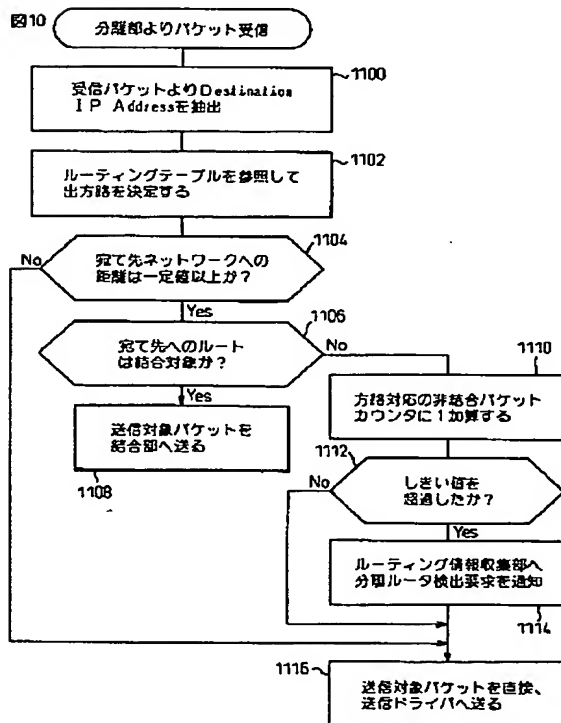 図10
分離部よりパケット受信
1100
受信パケットよりDestination
IP Addressを抽出
1102
ルーティングテーブルを参照して
出方路を決定する
1104
宛て先ネットワークへの
距離は一定値以上か?
No
Yes
1106
宛て先へのルート
は結合対象か?
No
Yes
送信対象パケットを
結合部へ送る
1108
1110
方路対応の非結合パケット
カウンタに1加算する
1112
しきい値を
超過したか?
No
Yes
ルーティング情報収集部へ
分離ルータ検出要求を通知
1114
1116
送信対象パケットを直接、
送信ドライバへ送る